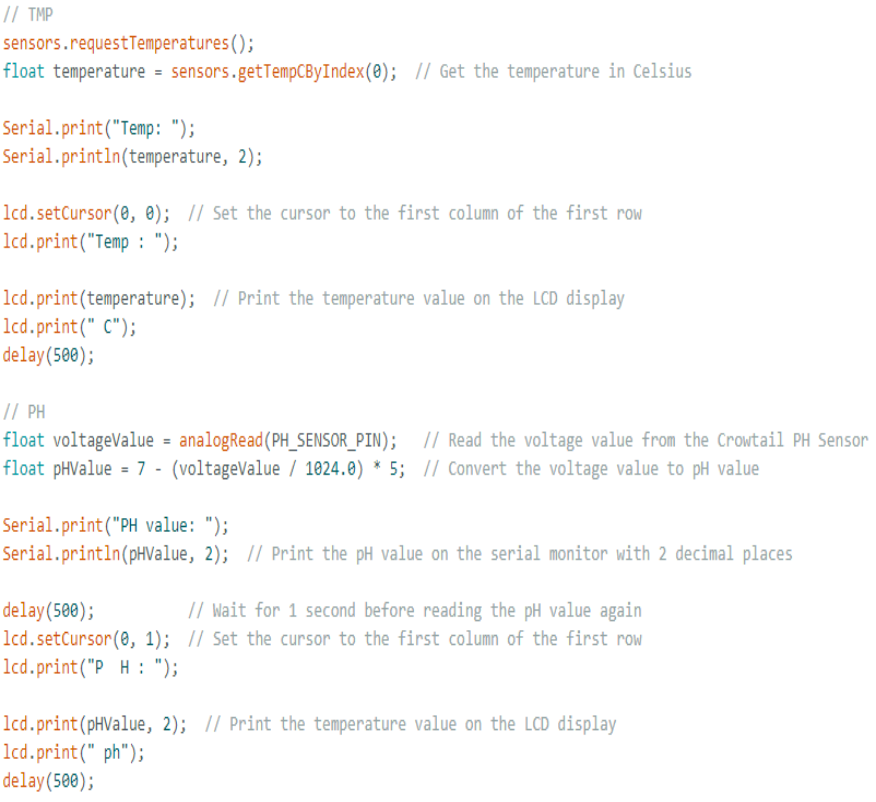 // TMP
sensors.requestTemperatures();
float temperature = sensors.getTempCByIndex(0);  // Get the temperature in Celsius
Serial.print("Temp: ");
Serial.println(temperature, 2);
lcd.setCursor(0, 0);  // Set the cursor to the first column of the first row
lcd.print("Temp : ");
lcd.print(temperature);  // Print the temperature value on the LCD display
lcd.print(" C");
delay(500);
// PH
float voltageValue = analogRead(PH_SENSOR_PIN);   // Read the voltage value from the Crowtail PH Sensor
float pHValue = 7 - (voltageValue / 1024.0) * 5;  // Convert the voltage value to pH value
Serial.print("PH value: ");
Serial.println(pHValue, 2);  // Print the pH value on the serial monitor with 2 decimal places
delay(500);           // Wait for 1 second before reading the pH value again
lcd.setCursor(0, 1);  // Set the cursor to the first column of the first row
lcd.print("P  H : ");
lcd.print(pHValue, 2);  // Print the temperature value on the LCD display
lcd.print(" ph");
delay(500);